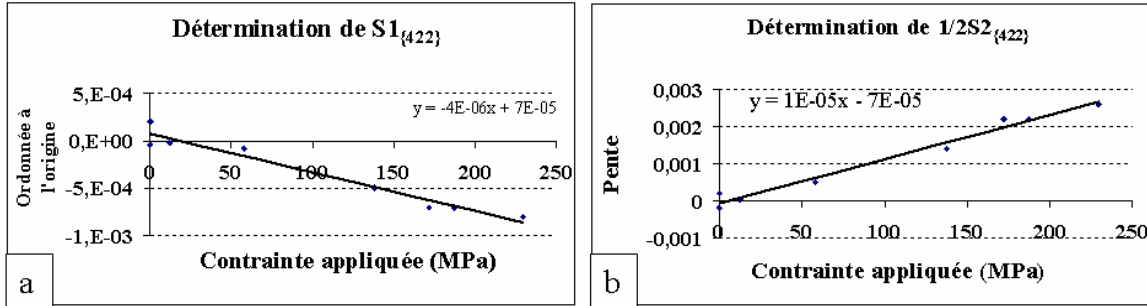 Détermination de S1{422}
Ordonnée à
l'origine
5,E-04
0,E+00
-5,E-04
-1,E-03
y = -4E-06x + 7E-05
0 50 100 150 200 250
Contrainte appliquée (MPa)
a
Détermination de 1/2S2{422}
Pente
0,003
0,002
0,001
0
-0,001
y = 1E-05x - 7E-05
0 50 100 150 200 250
Contrainte appliquée (MPa)
b